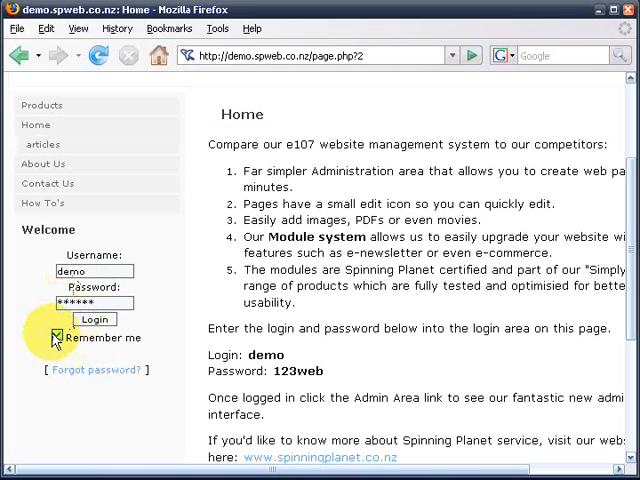 demo.spweb.co.nz: Home - Mozilla Firefox
File Edit View History Bookmarks Tools Help
http://demo.spweb.co.nz/page.php?2
Google
Products
Home
articles
About Us
Contact Us
How To's
Welcome
Username:
demo
Password:
******
Login
Remember me
[ Forgot password? ]
Home
Compare our e107 website management system to our competitors:
1. Far simpler Administration area that allows you to create web pa
minutes.
2. Pages have a small edit icon so you can quickly edit.
3. Easily add images, PDFs or even movies.
4. Our Module system allows us to easily upgrade your website wi
features such as e-newsletter or even e-commerce.
5. The modules are Spinning Planet certified and part of our "Simply
range of products which are fully tested and optimisied for bette
usability.
Enter the login and password below into the login area on this page.
Login: demo
Password: 123web
Once logged in click the Admin Area link to see our fantastic new admi
interface.
If you'd like to know more about Spinning Planet service, visit our webs
here: www.spinningplanet.co.nz